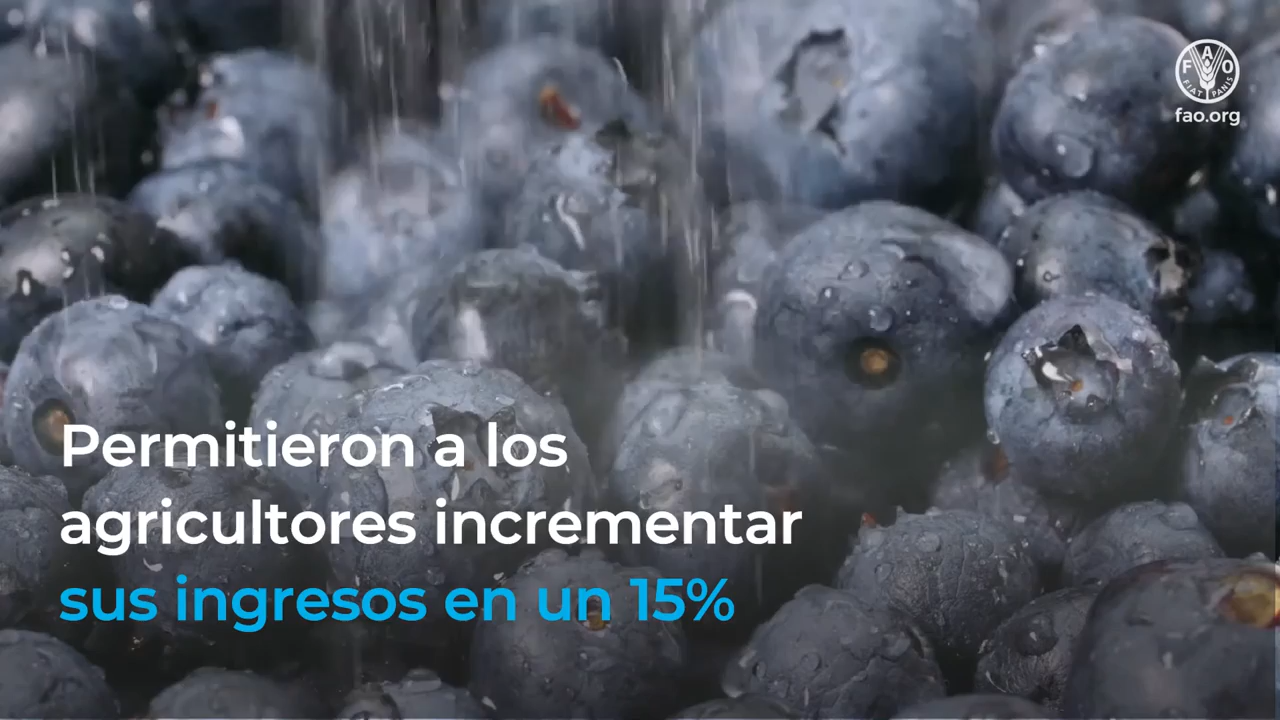 FAO
FIAT PANIS
fao.org
Permitieron a los
agricultores incrementar
sus ingresos en un 15%